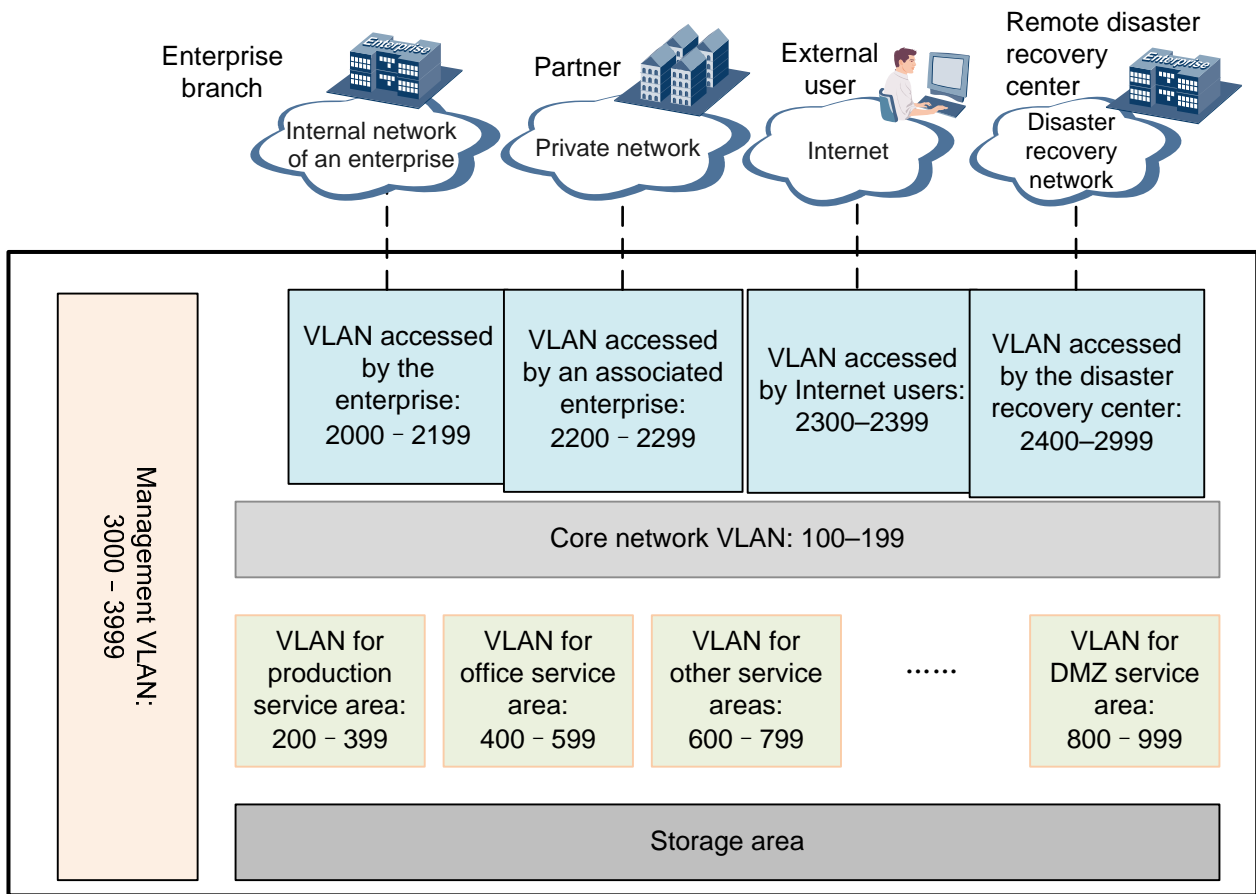 Enterprise
branch
Enterprise
Internal network
of an enterprise
Partner
Private network
External
user
Internet
Remote disaster
recovery
center
Enterprise
Disaster
recovery
network
VLAN accessed
by the
enterprise:
2000﹣2199
VLAN accessed
by an associated
enterprise:
2200﹣2299
VLAN accessed
by Internet users:
2300–2399
VLAN accessed
by the disaster
recovery center:
2400–2999
Management VLAN:
3000﹣3999
Core network VLAN: 100–199
VLAN for
production
service area:
200﹣399
VLAN for
office service
area:
400﹣599
VLAN for
other service
areas:
600﹣799
……
VLAN for
DMZ service
area:
800﹣999
Storage area